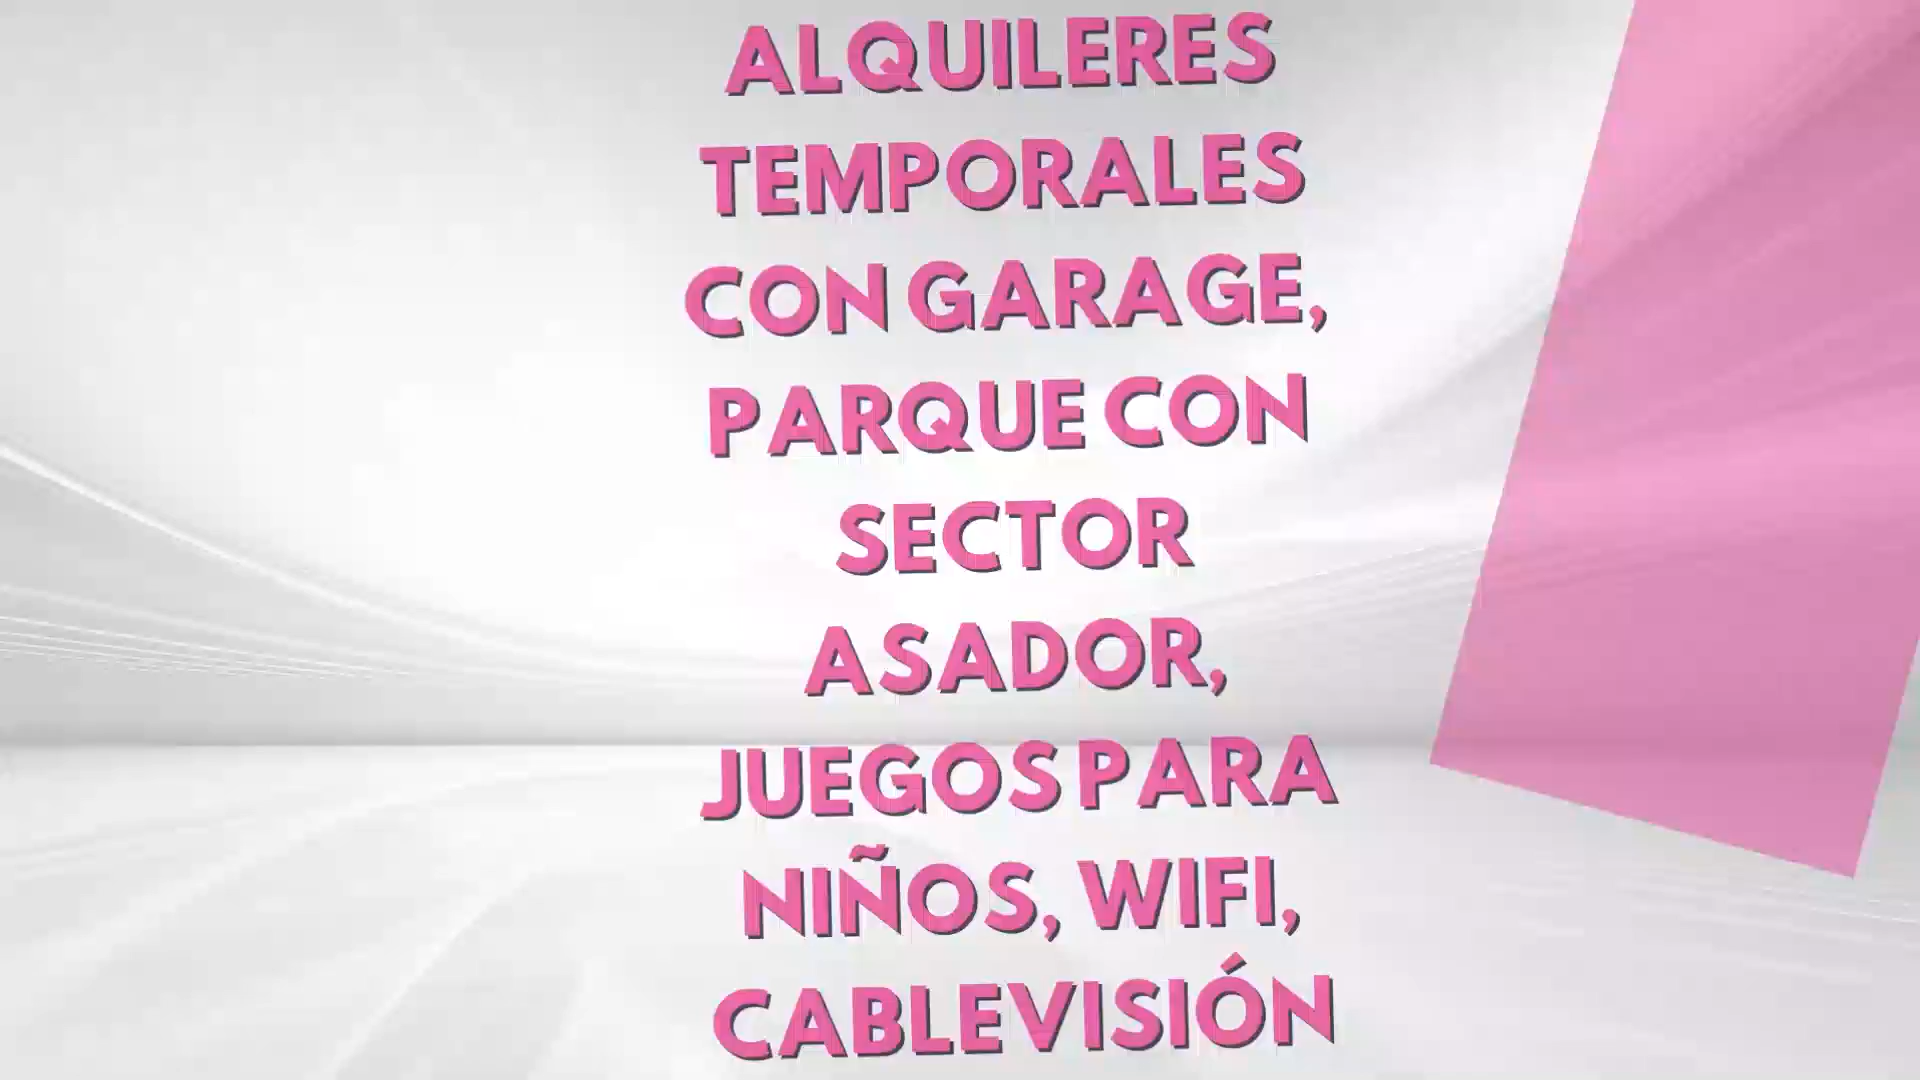 ALQUILERES
TEMPORALES
CON GARAGE,
PARQUE CON
SECTOR
ASADOR,
JUEGOS PARA
NIÑOS, WIFI,
CABLEVISIÓN